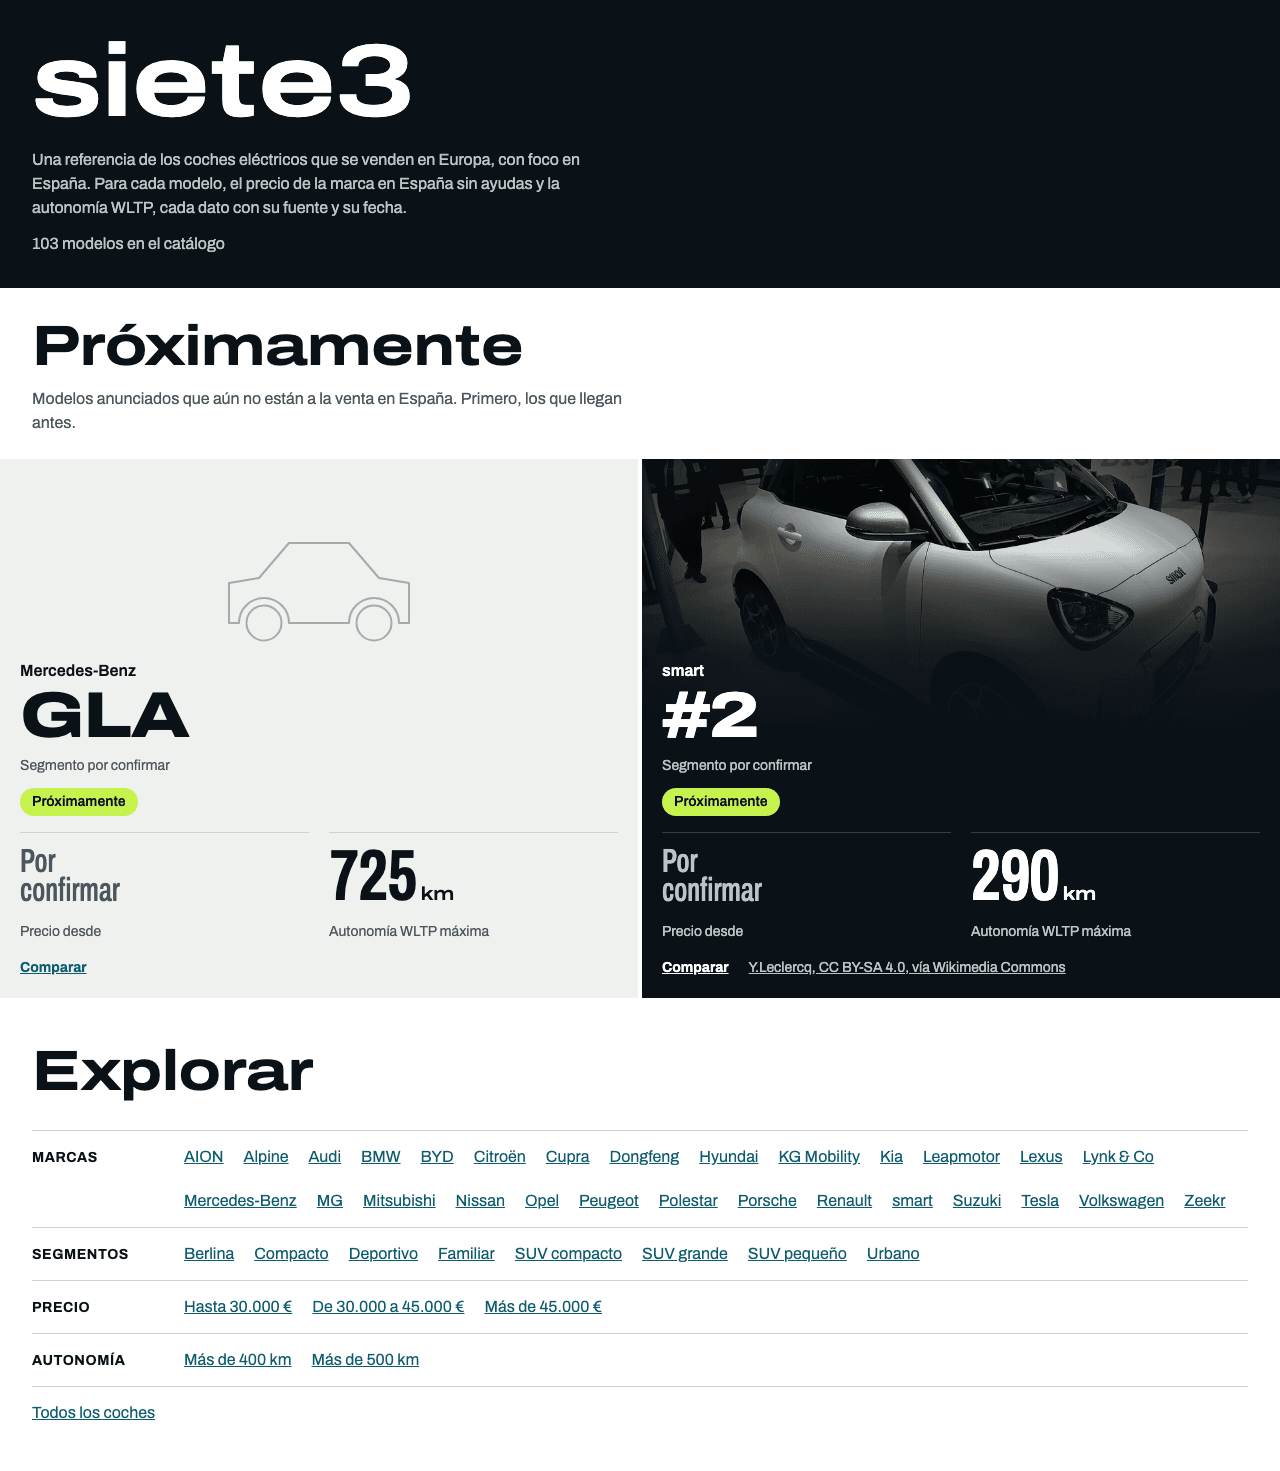 siete3
Una referencia de los coches eléctricos que se venden en Europa, con foco en
España. Para cada modelo, el precio de la marca en España sin ayudas y la
autonomía WLTP, cada dato con su fuente y su fecha.
103 modelos en el catálogo
Próximamente
Modelos anunciados que aún no están a la venta en España. Primero, los que llegan
antes.
Mercedes-Benz
GLA
Segmento por confirmar
Próximamente
Por
confirmar
Precio desde
725 km
Autonomía WLTP máxima
Comparar
smart
smart
#2
Segmento por confirmar
Próximamente
Por
confirmar
Precio desde
290 km
Autonomía WLTP máxima
Comparar Y.Leclercq, CC BY-SA 4.0, vía Wikimedia Commons
Explorar
MARCAS AION Alpine Audi BMW BYD Citroën Cupra Dongfeng Hyundai KG Mobility Kia Leapmotor Lexus Lynk & Co
Mercedes-Benz MG Mitsubishi Nissan Opel Peugeot Polestar Porsche Renault smart Suzuki Tesla Volkswagen Zeekr
SEGMENTOS Berlina Compacto Deportivo Familiar SUV compacto SUV grande SUV pequeño Urbano
PRECIO Hasta 30.000 € De 30.000 a 45.000 € Más de 45.000 €
AUTONOMÍA Más de 400 km Más de 500 km
Todos los coches